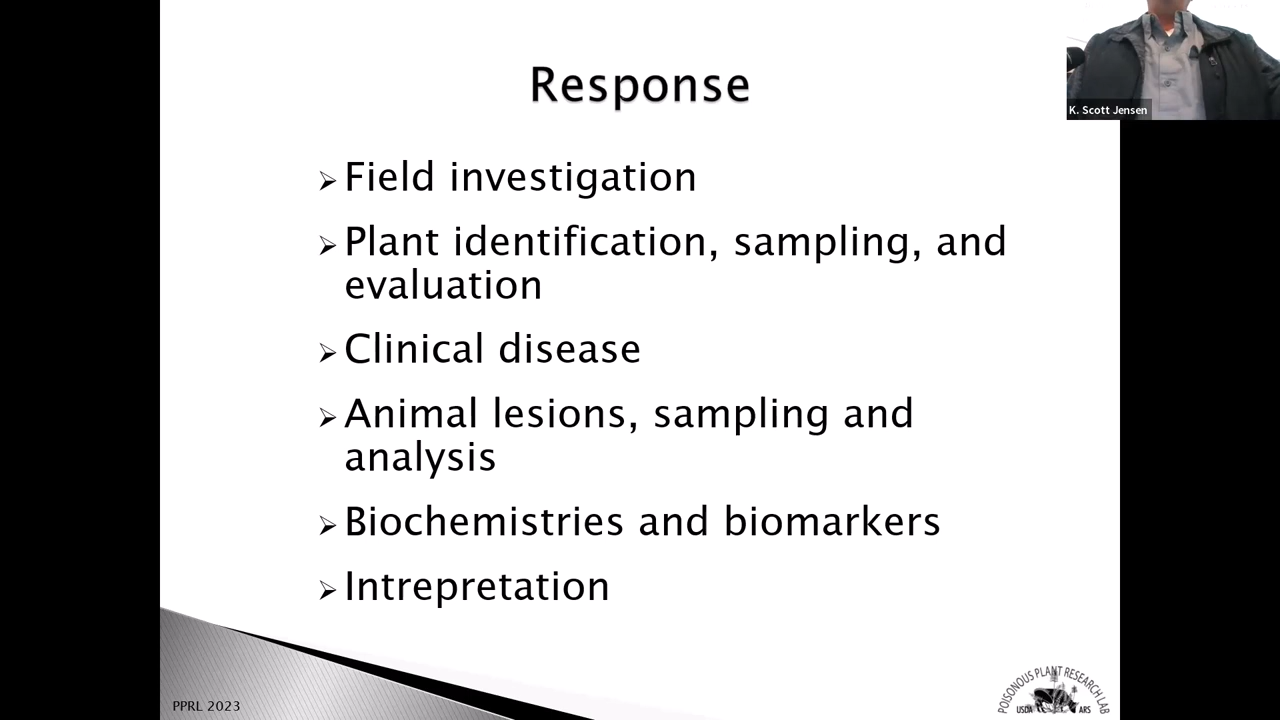 Response
K. Scott Jensen
Field investigation
Plant identification, sampling, and
evaluation
Clinical disease
Animal lesions, sampling and
analysis
Biochemistries and biomarkers
Intrepretation
PPRL 2023
POISONOUS PLANT RESEARCH LAB
USDA ARS